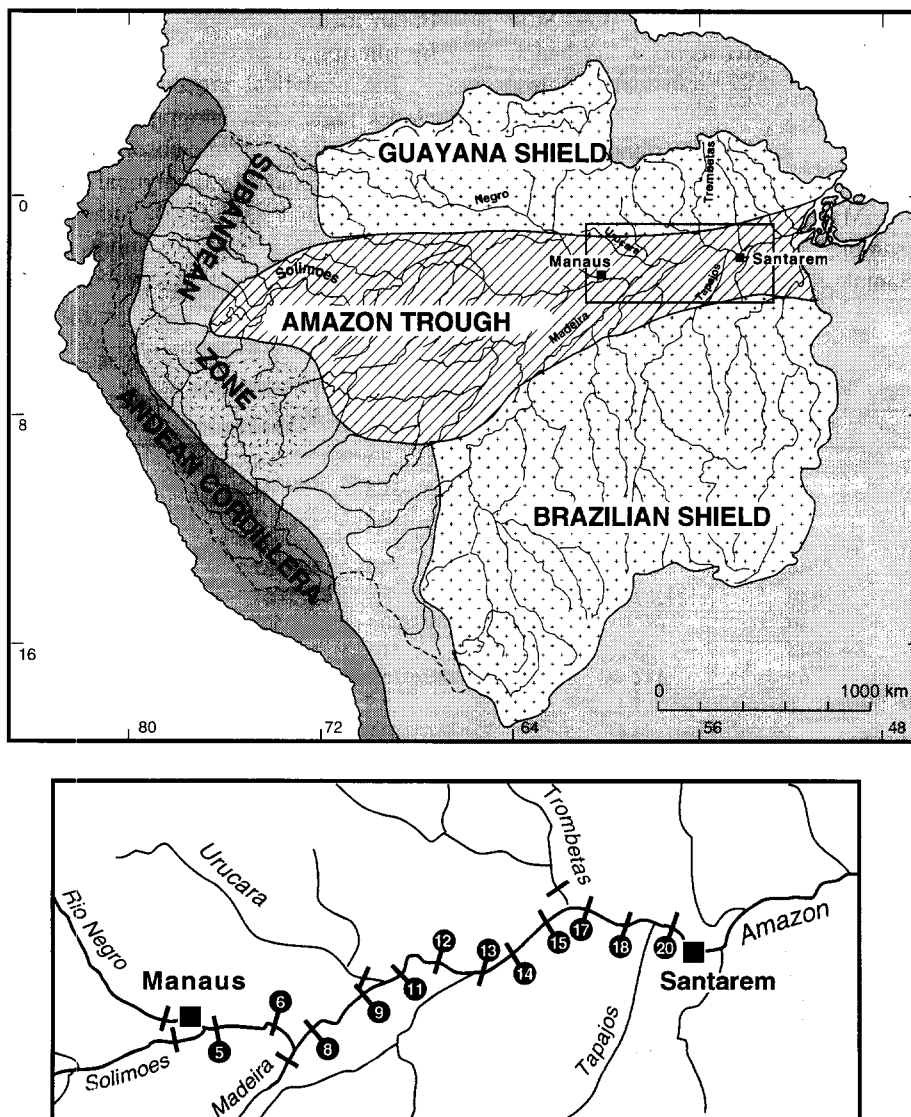 GUAYANA SHIELD
SUBANDEAN
ZONE
Negro
Trombetas
0
Urucara
Manaus
Santarem
Solimoes
Tapajos
AMAZON TROUGH
Madeira
8
ANDEAN CORDILLERA
BRAZILIAN SHIELD
16
0 1000 km
80 72 64 56 48
Trombetas
Urucara
Rio Negro
Amazon
12
13
15
17
18
20
14
Manaus
6
11
9
Santarem
5
8
Solimoes
Madeira
Tapajos